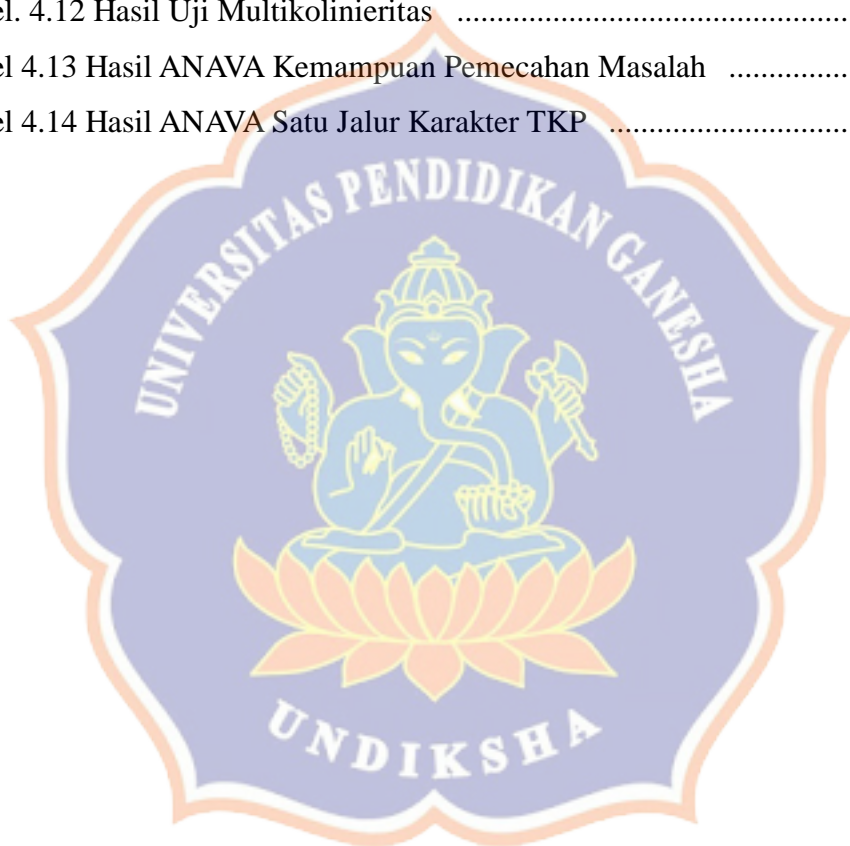 el. 4.12 Hasil Uji Multikolinieritas ............................................
el 4.13 Hasil ANAVA Kemampuan Pemecahan Masalah ..............
el 4.14 Hasil ANAVA Satu Jalur Karakter TKP ...........................
UNIVERSITAS PENDIDIKAN GANESHA
UNDIKSHA